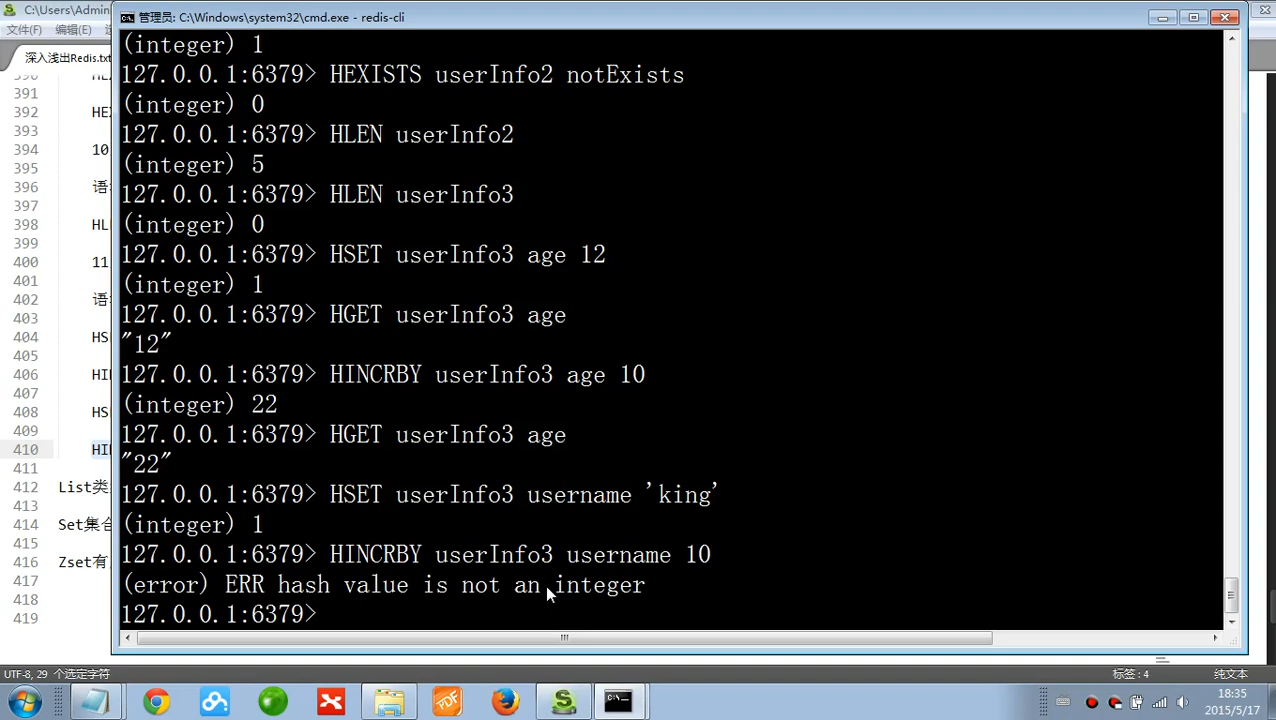 C:\Users\Admin
管理员: C:\Windows\system32\cmd.exe - redis-cli
文件(F) 编辑(E)
深入浅出Redis.txt
(integer) 1
127.0.0.1:6379> HEXISTS userInfo2 notExists
(integer) 0
127.0.0.1:6379> HLEN userInfo2
(integer) 5
127.0.0.1:6379> HLEN userInfo3
(integer) 0
127.0.0.1:6379> HSET userInfo3 age 12
(integer) 1
127.0.0.1:6379> HGET userInfo3 age
"12"
127.0.0.1:6379> HINCRBY userInfo3 age 10
(integer) 22
127.0.0.1:6379> HGET userInfo3 age
"22"
127.0.0.1:6379> HSET userInfo3 username 'king'
(integer) 1
127.0.0.1:6379> HINCRBY userInfo3 username 10
(error) ERR hash value is not an integer
127.0.0.1:6379>
391
392 HE
393
394 10
395
396 语
397
398 HL
399
400 11
401
402 语
403
404 HS
405
406 HI
407
408 HS
409
410 HI
411
412 List类
413
414 Set集合
415
416 Zset有
417
418
419
UTF-8, 29 个选定字符
标签: 4
纯文本
18:35
2015/5/17